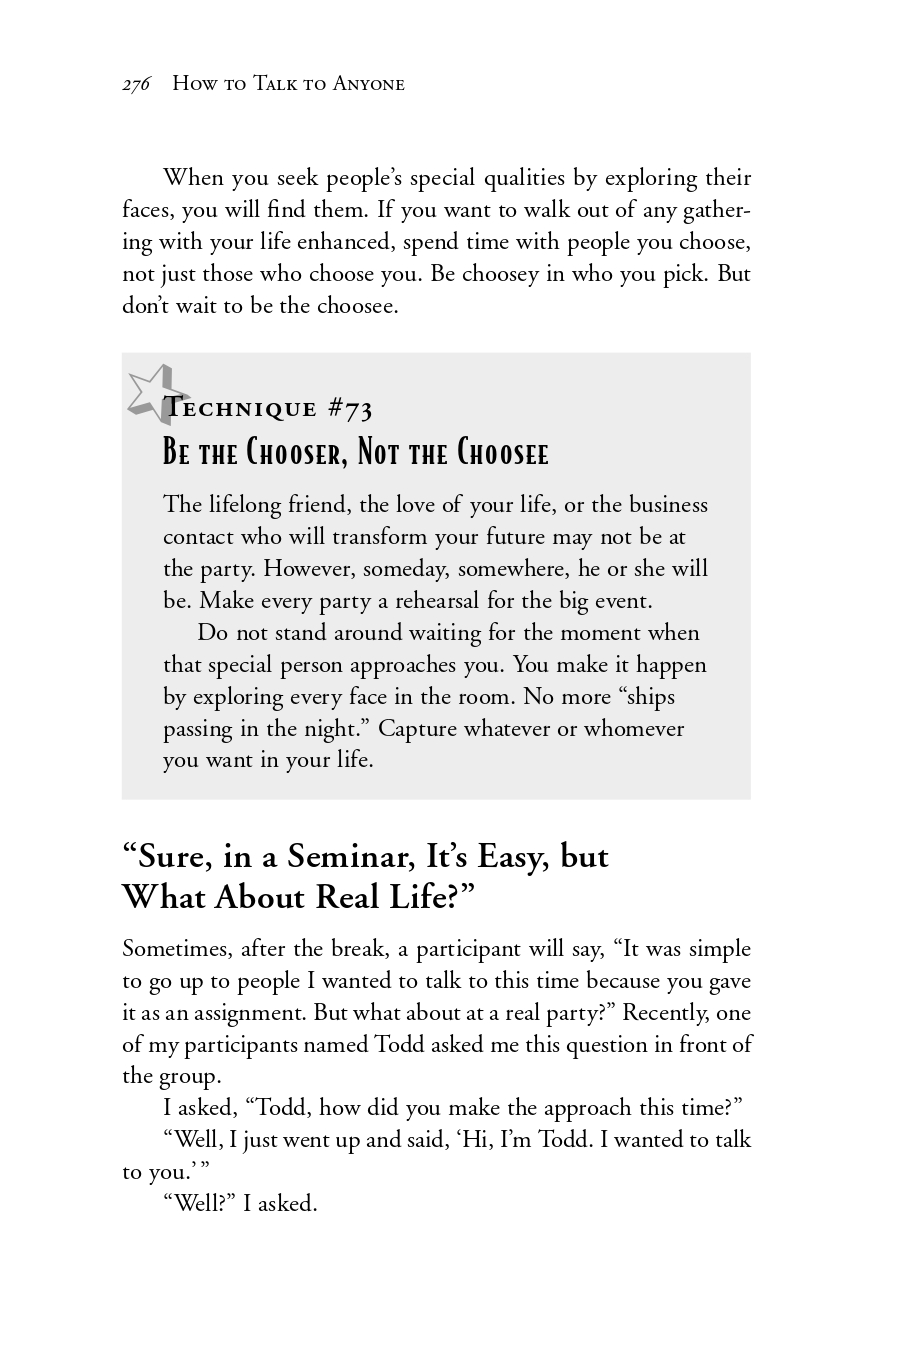 276 How to Talk to Anyone
When you seek people’s special qualities by exploring their
faces, you will find them. If you want to walk out of any gather-
ing with your life enhanced, spend time with people you choose,
not just those who choose you. Be choosey in who you pick. But
don’t wait to be the choosee.
Technique #73
Be the Chooser, Not the Choosee
The lifelong friend, the love of your life, or the business
contact who will transform your future may not be at
the party. However, someday, somewhere, he or she will
be. Make every party a rehearsal for the big event.
Do not stand around waiting for the moment when
that special person approaches you. You make it happen
by exploring every face in the room. No more “ships
passing in the night.” Capture whatever or whomever
you want in your life.
“Sure, in a Seminar, It’s Easy, but
What About Real Life?”
Sometimes, after the break, a participant will say, “It was simple
to go up to people I wanted to talk to this time because you gave
it as an assignment. But what about at a real party?” Recently, one
of my participants named Todd asked me this question in front of
the group.
I asked, “Todd, how did you make the approach this time?”
“Well, I just went up and said, ‘Hi, I’m Todd. I wanted to talk
to you.’ ”
“Well?” I asked.